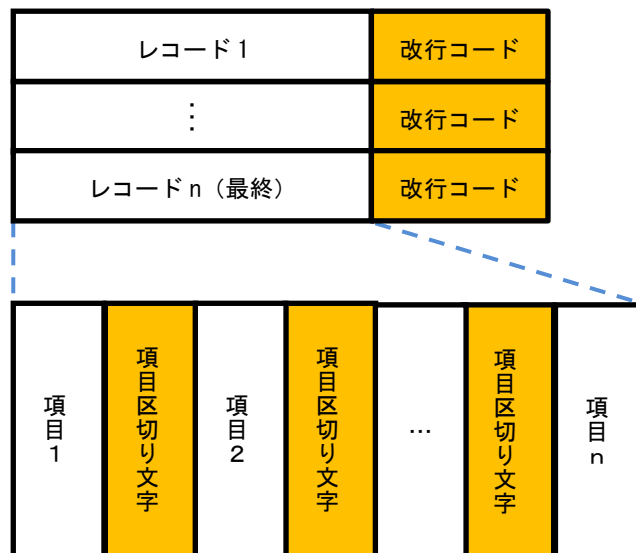 レコード1
改行コード
⋮
改行コード
レコードn（最終）
改行コード
項目1
項目区切り文字
項目2
項目区切り文字
…
項目区切り文字
項目n